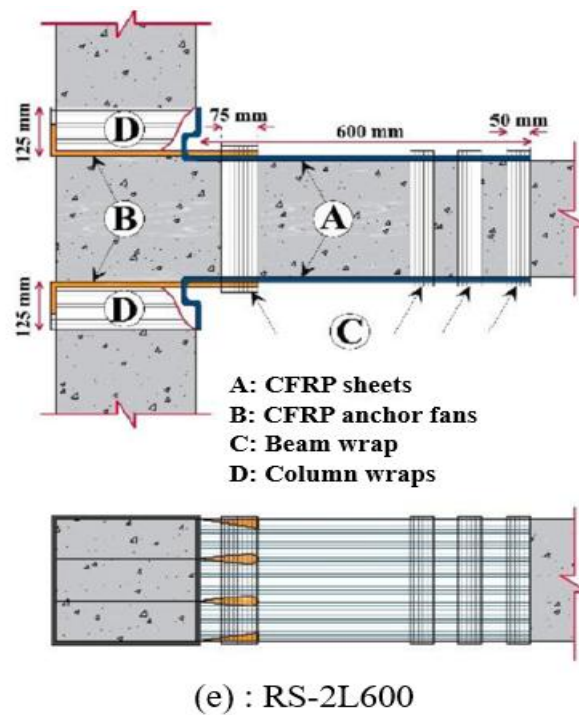 125 mm
D
75 mm
600 mm
50 mm
B
A
125 mm
D
C
A: CFRP sheets
B: CFRP anchor fans
C: Beam wrap
D: Column wraps
(e) : RS-2L600